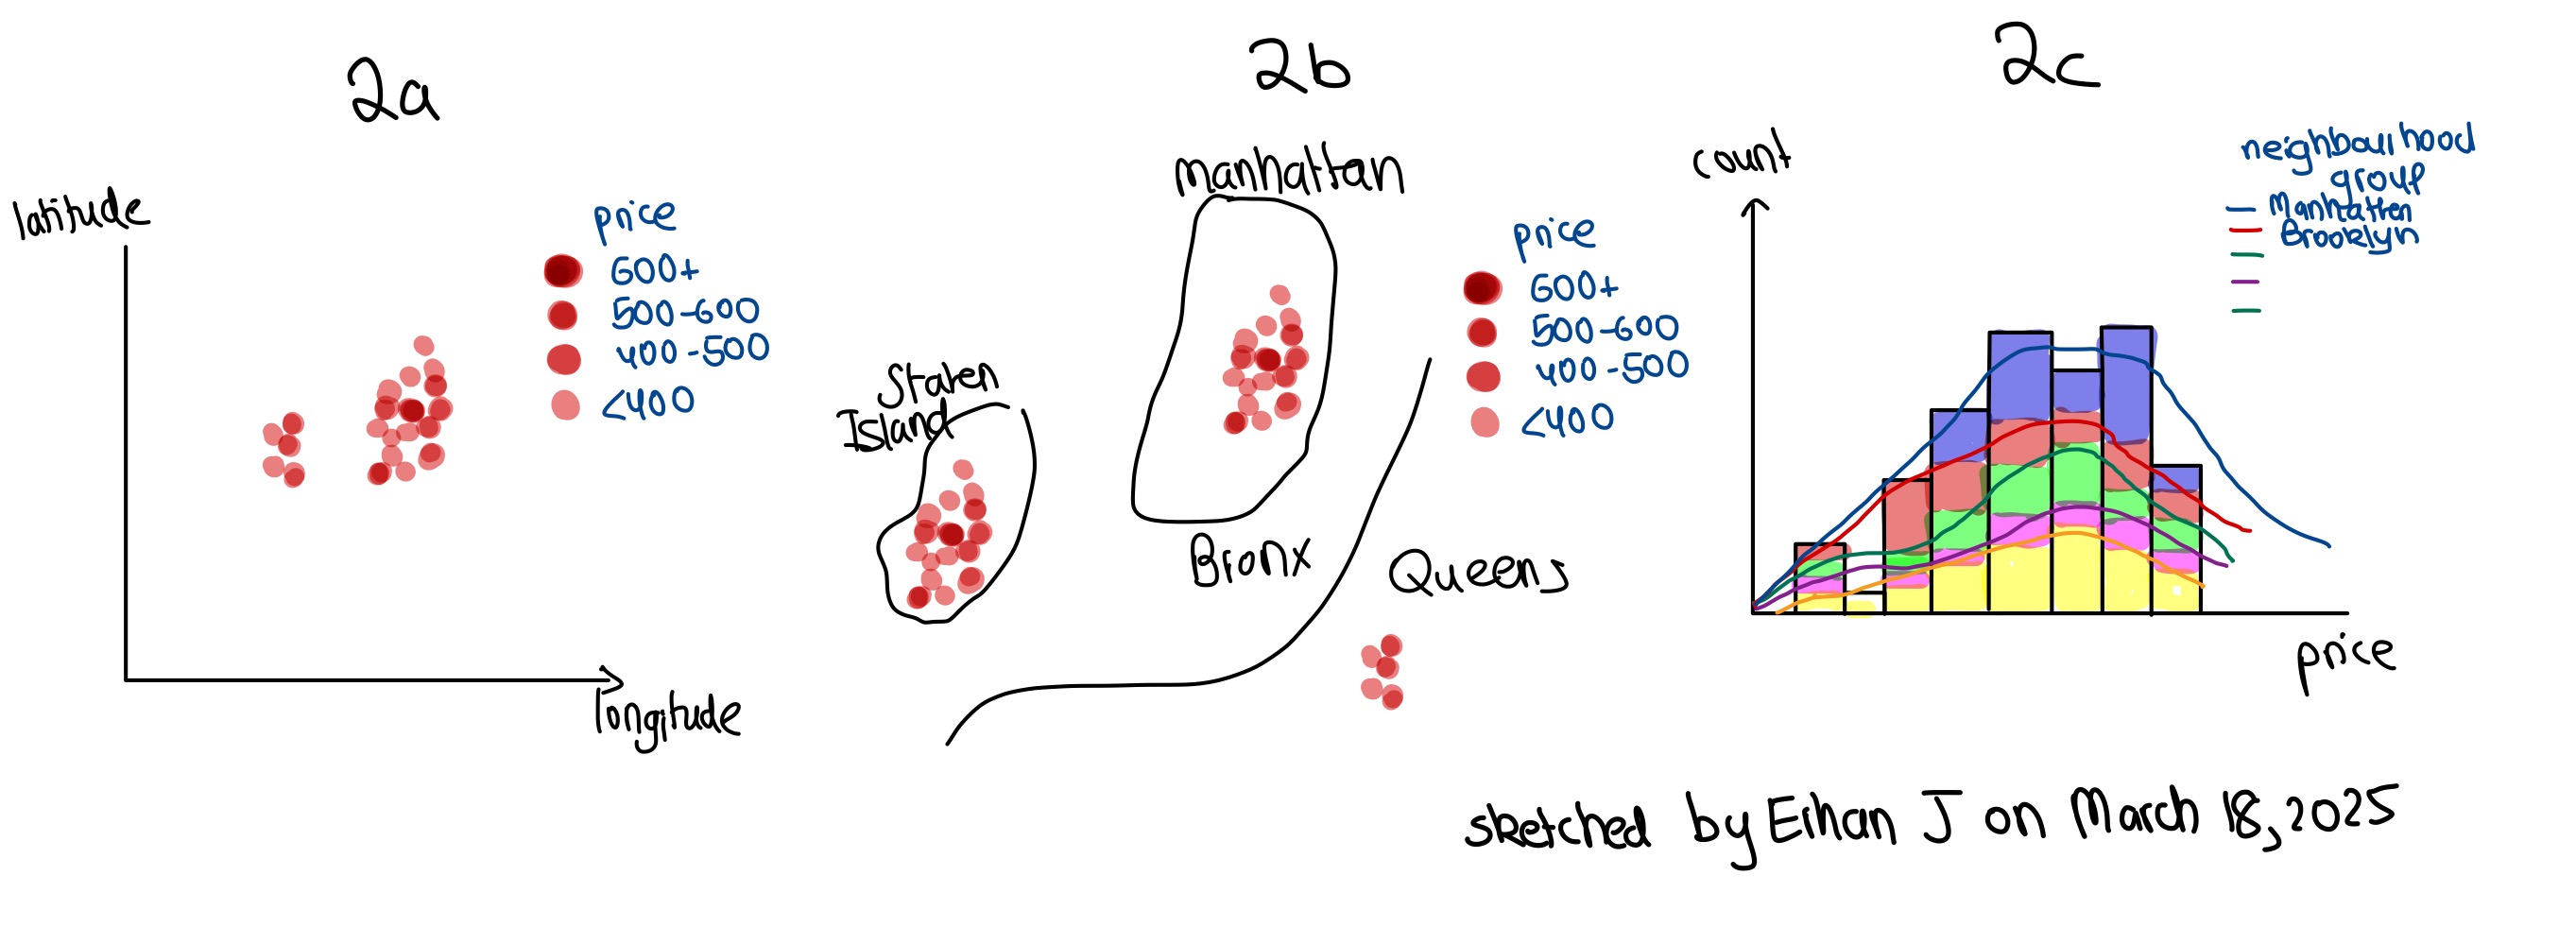 2a
latitude
price
600+
500-600
400-500
<400
longitude
2b
Manhattan
Staten
Island
Bronx
Queens
price
600+
500-600
400-500
<400
2c
count
neighbourhood
group
Manhatten
Brooklyn
price
sketched by Eihan J on March 18, 2025